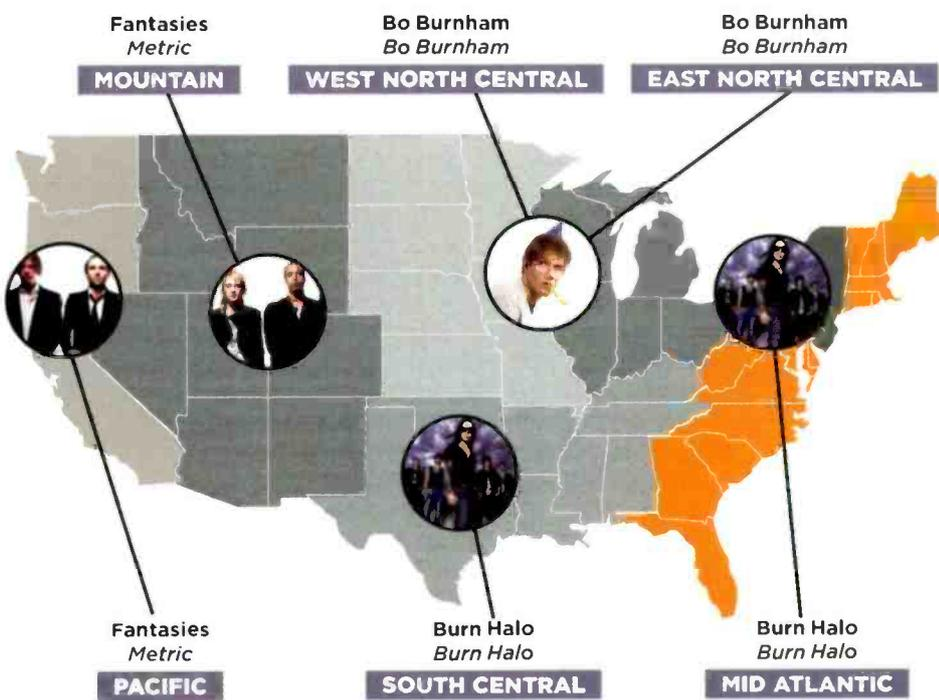 Fantasies
Metric
MOUNTAIN
Bo Burnham
Bo Burnham
WEST NORTH CENTRAL
Bo Burnham
Bo Burnham
EAST NORTH CENTRAL
Fantasies
Metric
PACIFIC
Burn Halo
Burn Halo
SOUTH CENTRAL
Burn Halo
Burn Halo
MID ATLANTIC